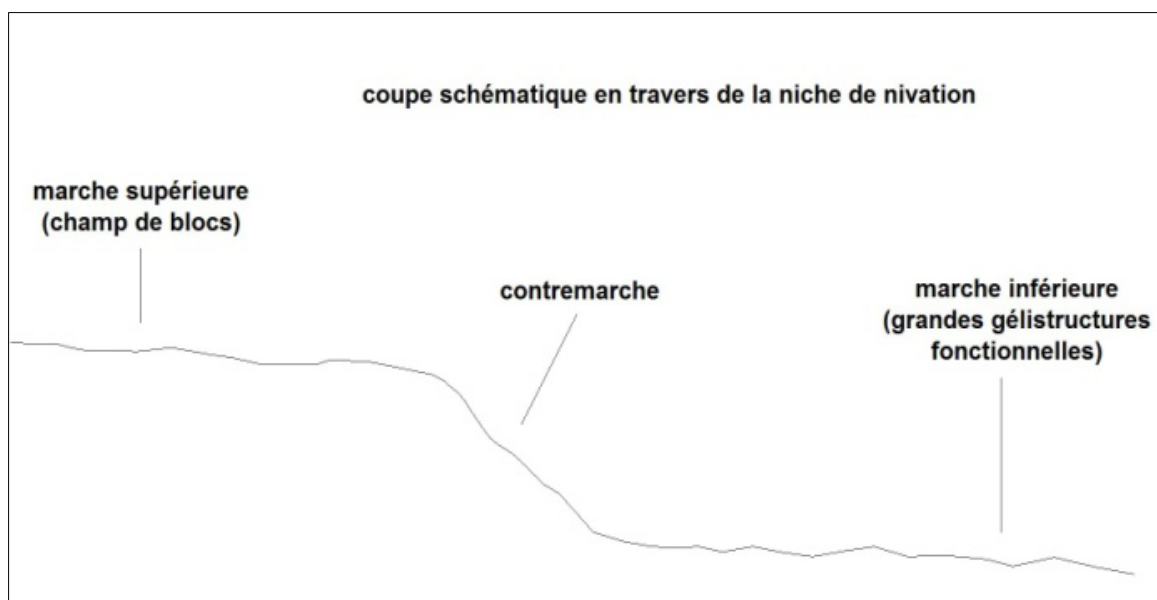 coupe schématique en travers de la niche de nivation
marche supérieure
(champ de blocs)
contremarche
marche inférieure
(grandes gélistructures
fonctionnelles)